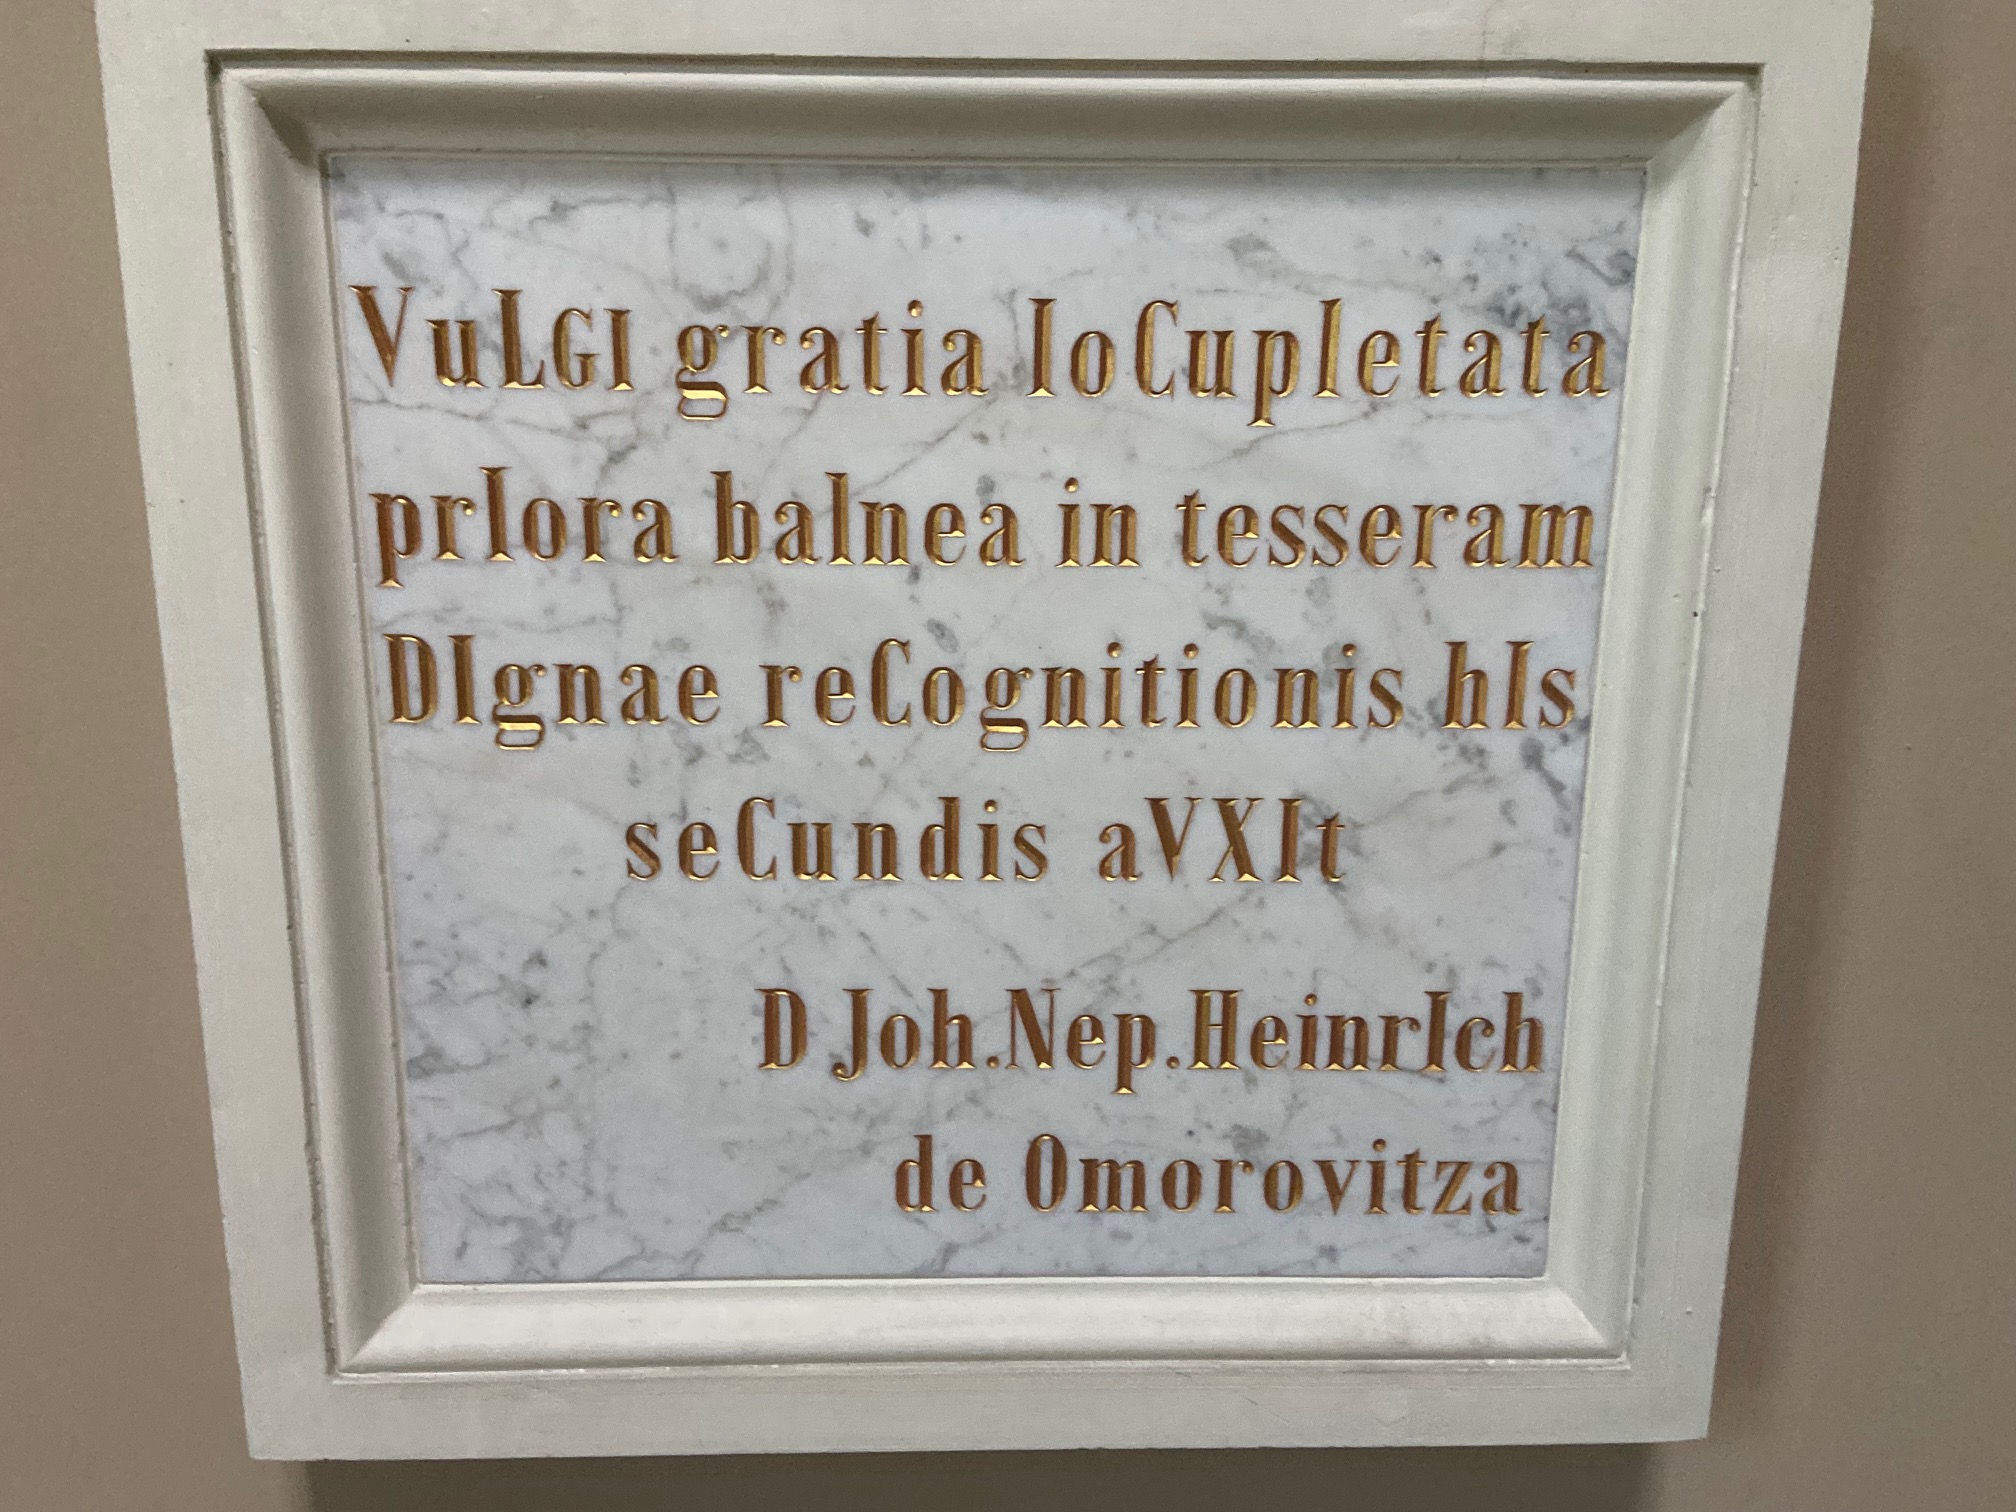 VuLGI gratia loCupletata
prIora balnea in tesseram
DIgnae reCognitionis hIs
seCundis aVXIt
D Joh. Nep. HeinrIch
de Omorovitza